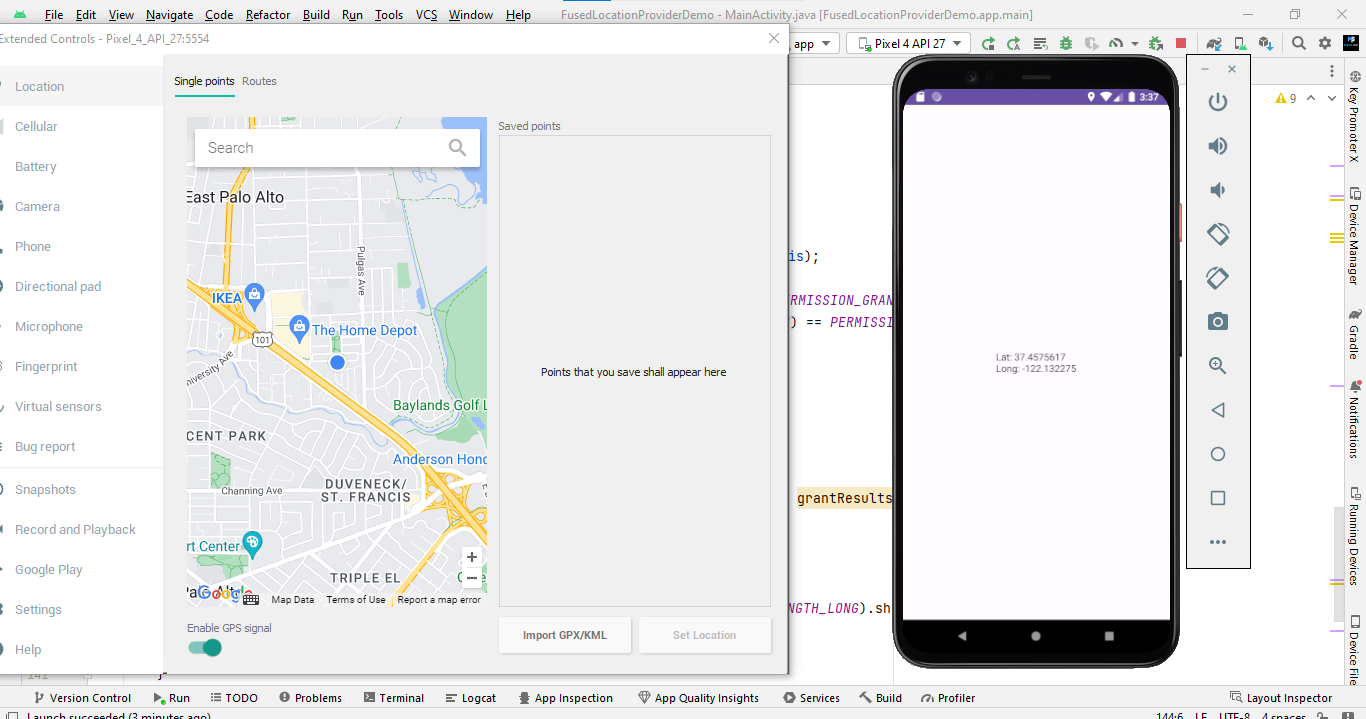 File Edit View Navigate Code Refactor Build Run Tools VCS Window Help FusedLocationProviderDemo - MainActivity.java [FusedLocationProviderDemo.app.main]
Extended Controls - Pixel_4_API_27:5554
app Pixel 4 API 27
Location
Cellular
Battery
Camera
Phone
Directional pad
Microphone
Fingerprint
Virtual sensors
Bug report
Snapshots
Record and Playback
Google Play
Settings
Help
Single points Routes
Search
East Palo Alto
Pulgas Ave
IKEA
The Home Depot
101
niversity Ave
Baylands Golf L
CENT PARK
Anderson Hond
Channing Ave
DUVENECK/
ST. FRANCIS
rt Center
TRIPLE EL
Palo Alto
Google
Map Data Terms of Use Report a map error
Enable GPS signal
Saved points
Points that you save shall appear here
Import GPX/KML Set Location
is);
RMISSION_GRAN
) == PERMISSI
grantResults
NGTH_LONG).sh
3:37
Lat: 37.4575617
Long: -122.132275
9
Key Promoter X
Device Manager
Gradle
Notifications
Running Devices
Device File
141
Version Control Run TODO Problems Terminal Logcat App Inspection App Quality Insights Services Build Profiler Layout Inspector
Launch succeeded (3 minutes ago) 144:6 LF UTF-8 4 spaces